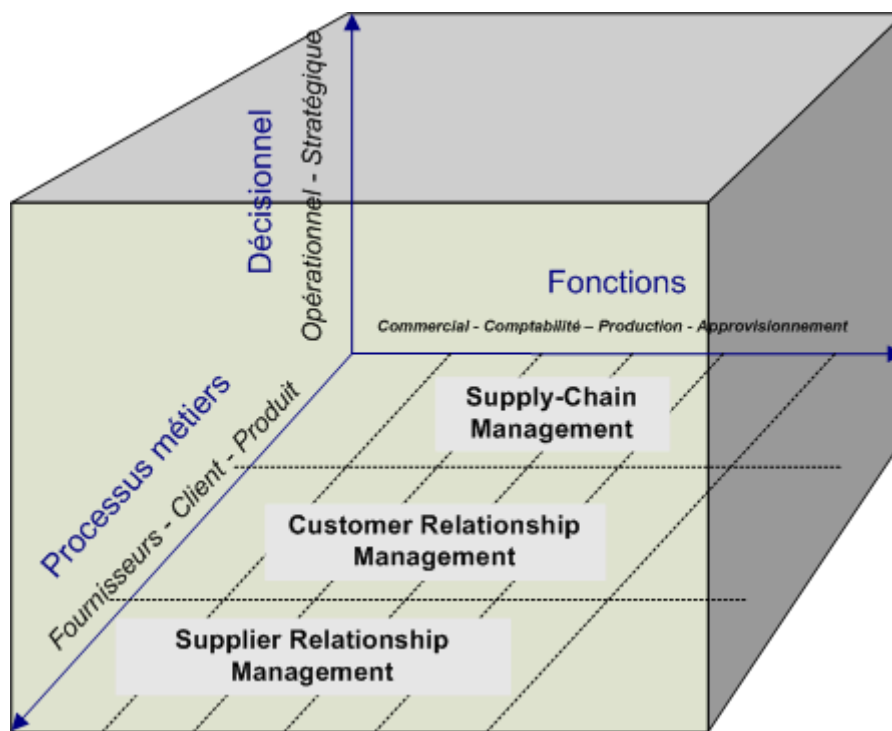 Décisionnel
Opérationnel - Stratégique
Fonctions
Commercial - Comptabilité – Production - Approvisionnement
Processus métiers
Fournisseurs - Client - Produit
Supply-Chain
Management
Customer Relationship
Management
Supplier Relationship
Management